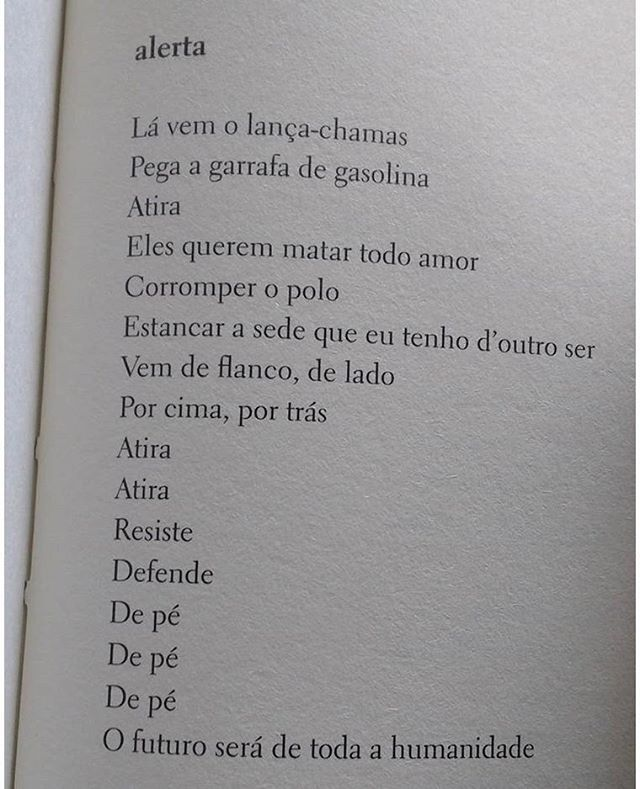 alerta
Lá vem o lança-chamas
Pega a garrafa de gasolina
Atira
Eles querem matar todo amor
Corromper o polo
Estancar a sede que eu tenho d’outro ser
Vem de flanco, de lado
Por cima, por trás
Atira
Atira
Resiste
Defende
De pé
De pé
De pé
O futuro será de toda a humanidade